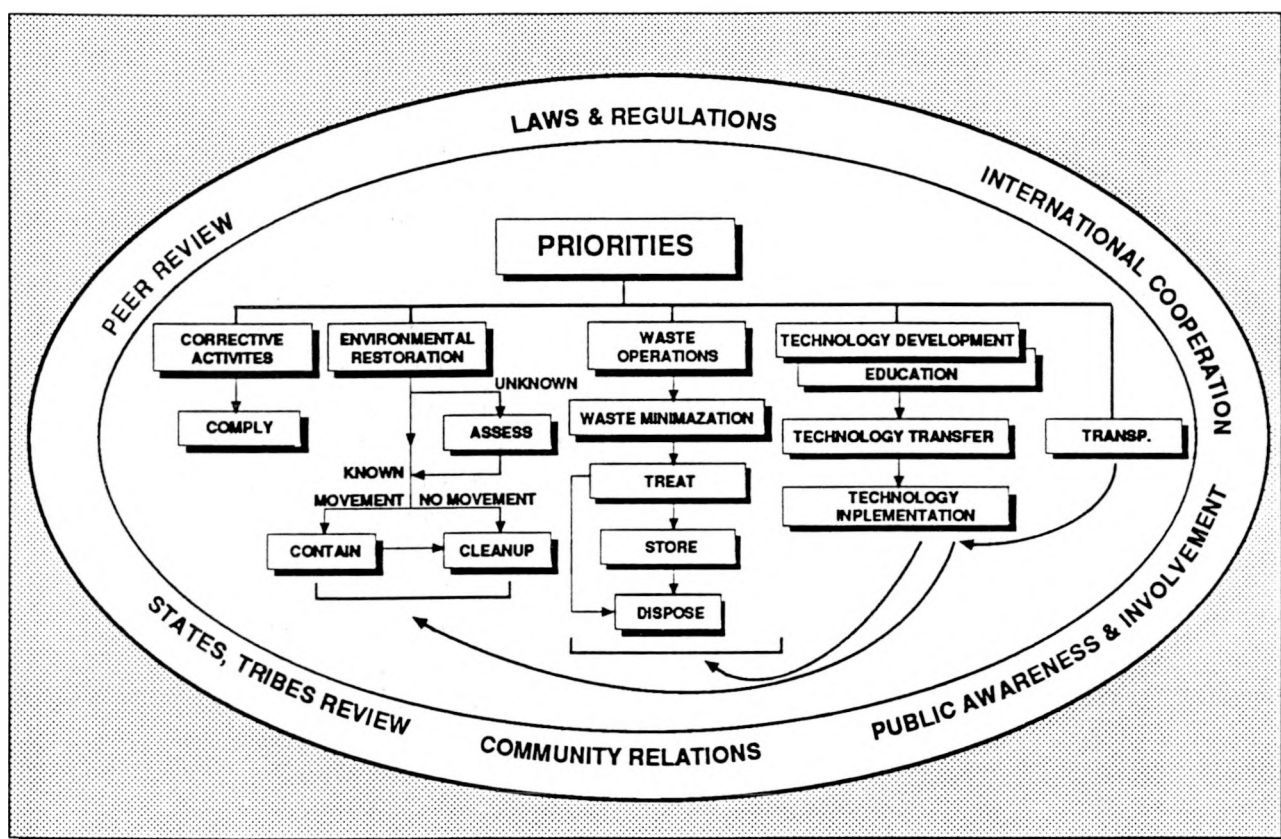 LAWS & REGULATIONS
INTERNATIONAL COOPERATION
PEER REVIEW
PRIORITIES
CORRECTIVE
ACTIVITES
COMPLY
ENVIRONMENTAL
RESTORATION
UNKNOWN
ASSESS
KNOWN
MOVEMENT
NO MOVEMENT
CONTAIN
CLEANUP
WASTE
OPERATIONS
WASTE MINIMAZATION
TREAT
STORE
DISPOSE
TECHNOLOGY DEVELOPMENT
EDUCATION
TECHNOLOGY TRANSFER
TECHNOLOGY
INPLEMENTATION
TRANSP.
STATES, TRIBES REVIEW
COMMUNITY RELATIONS
PUBLIC AWARENESS & INVOLVEMENT